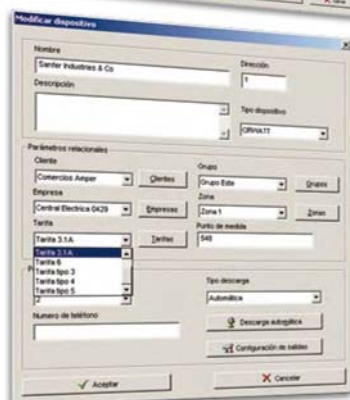 Modificar dispositivo
Nombre
Santer Industries & Co
Dirección
1
Descripción
Tipo dispositivo
ORWATT
Parámetros relacionales
Cliente
Comercios Amper
Clientes
Grupo
Grupo Este
Grupos
Empresa
Central Electrica 0429
Empresas
Zona
Zona 1
Zonas
Tarifa
Tarifa 3.1A
Tarifas
Punto de medida
548
Tarifa 3.1A
Tarifa 6
Tarifa tipo 3
Tarifa tipo 4
Tarifa tipo 5
2
Tipo descarga
Automática
Numero de teléfono
Descarga automática
Configuración de salidas
Aceptar
Cancelar